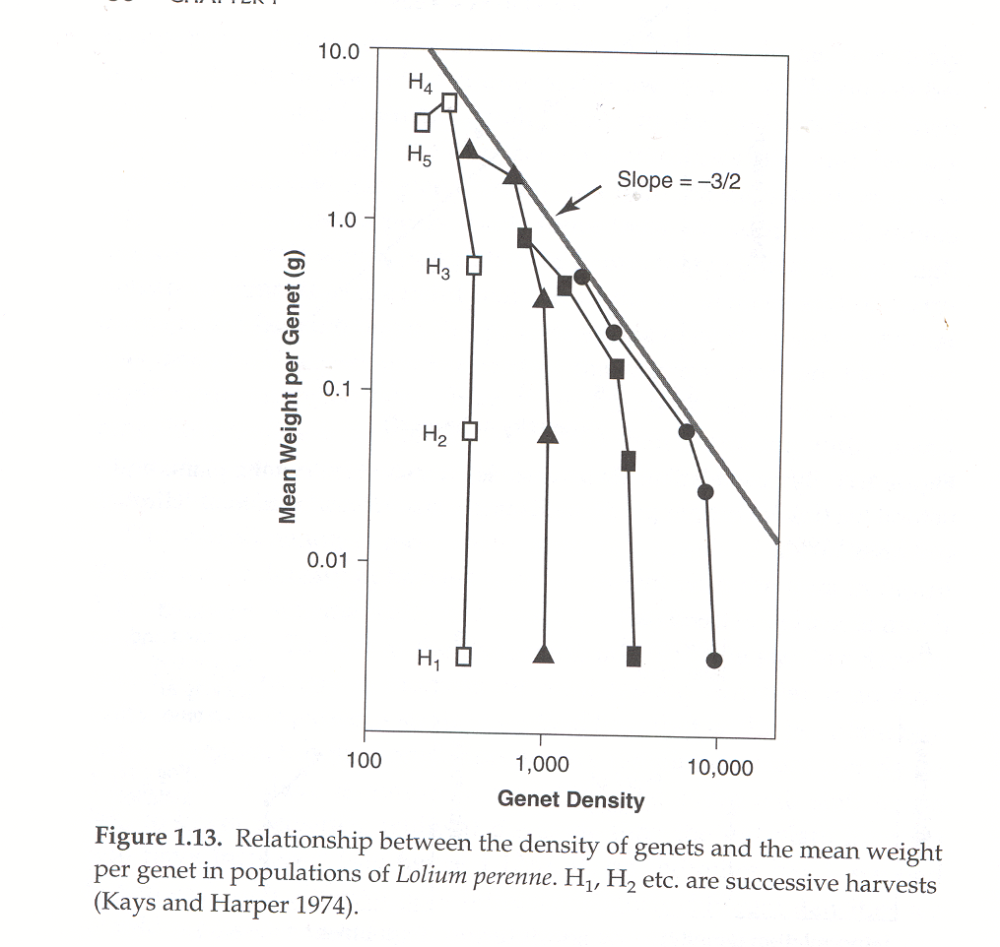 10.0
H4
H5
Slope = –3/2
1.0
H3
Mean Weight per Genet (g)
0.1
H2
0.01
H1
100
1,000
10,000
Genet Density
Figure 1.13. Relationship between the density of genets and the mean weight
per genet in populations of Lolium perenne. H1, H2 etc. are successive harvests
(Kays and Harper 1974).